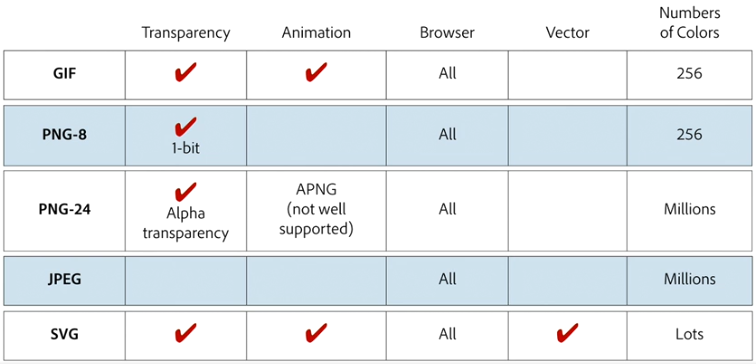 Transparency Animation Browser Vector Numbers of Colors
GIF ✔ ✔ All 256
PNG-8 ✔ 1-bit All 256
PNG-24 ✔ Alpha transparency APNG (not well supported) All Millions
JPEG All Millions
SVG ✔ ✔ All ✔ Lots